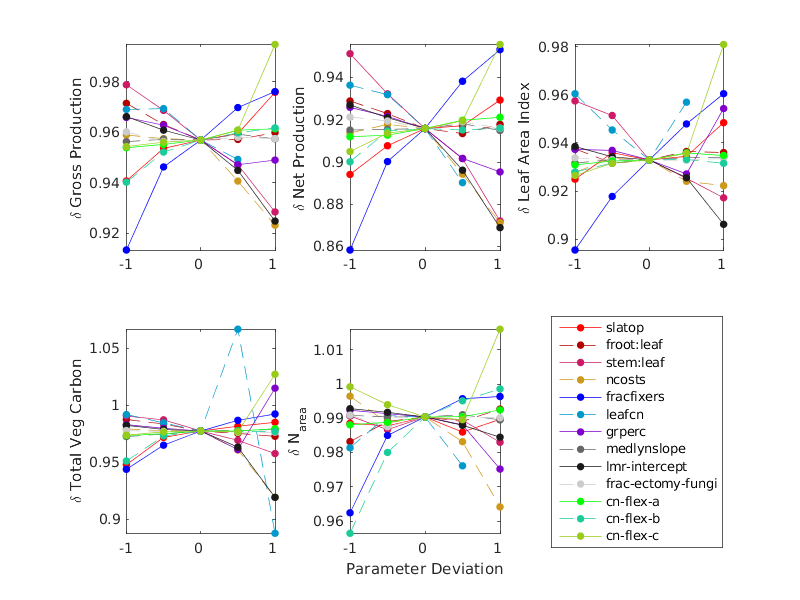 δ Gross Production
0.98
0.96
0.94
0.92
-1
0
1
δ Net Production
0.94
0.92
0.9
0.88
0.86
-1
0
1
δ Leaf Area Index
0.98
0.96
0.94
0.92
0.9
-1
0
1
δ Total Veg Carbon
1.05
1
0.95
0.9
-1
0
1
δ N_area
1.01
1
0.99
0.98
0.97
0.96
-1
0
1
Parameter Deviation
slatop
froot:leaf
stem:leaf
ncosts
fracfixers
leafcn
grperc
medlynslope
lmr-intercept
frac-ectomy-fungi
cn-flex-a
cn-flex-b
cn-flex-c